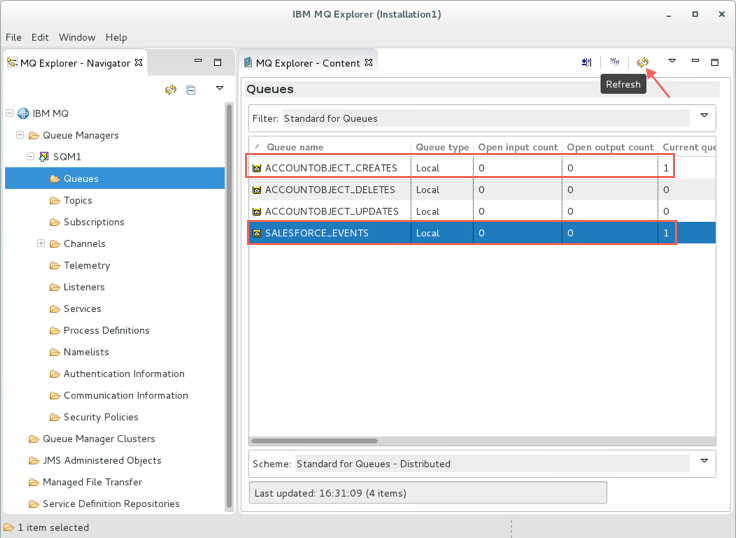 IBM MQ Explorer (Installation1)
File Edit Window Help
MQ Explorer - Navigator
MQ Explorer - Content
Refresh
IBM MQ
Queue Managers
SQM1
Queues
Topics
Subscriptions
Channels
Telemetry
Listeners
Services
Process Definitions
Namelists
Authentication Information
Communication Information
Security Policies
Queue Manager Clusters
JMS Administered Objects
Managed File Transfer
Service Definition Repositories
Queues
Filter: Standard for Queues
Queue name Queue type Open input count Open output count Current que
ACCOUNTOBJECT_CREATES Local 0 0 1
ACCOUNTOBJECT_DELETES Local 0 0 0
ACCOUNTOBJECT_UPDATES Local 0 0 0
SALESFORCE_EVENTS Local 0 0 1
Scheme: Standard for Queues - Distributed
Last updated: 16:31:09 (4 items)
1 item selected